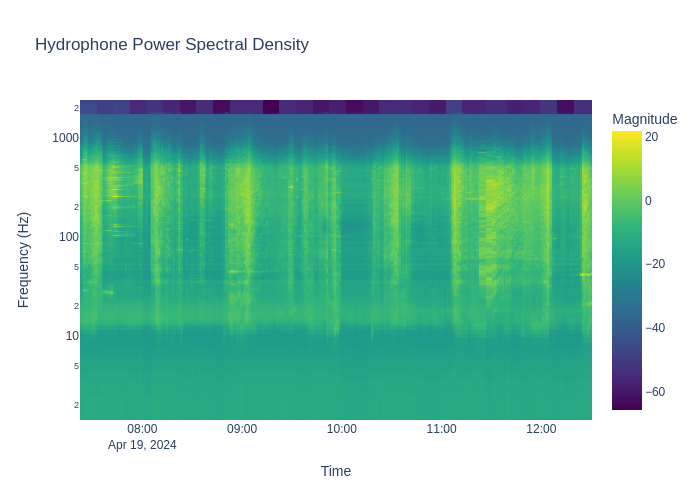 Hydrophone Power Spectral Density
Magnitude
2
1000
5
2
100
5
2
10
5
2
Frequency (Hz)
20
0
−20
−40
−60
08:00 09:00 10:00 11:00 12:00
Apr 19, 2024
Time